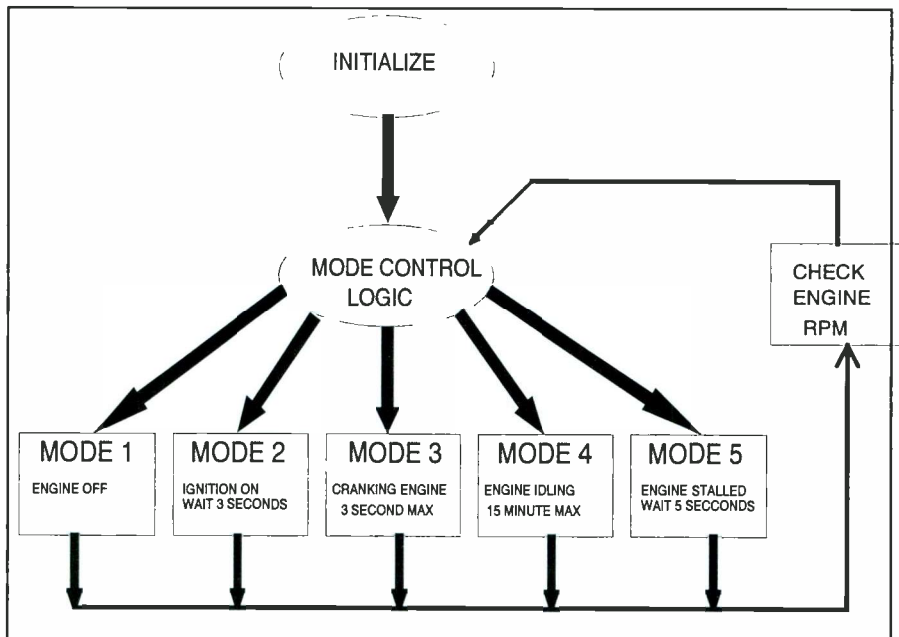 INITIALIZE
MODE CONTROL
LOGIC
CHECK
ENGINE
RPM
MODE 1
ENGINE OFF
MODE 2
IGNITION ON
WAIT 3 SECONDS
MODE 3
CRANKING ENGINE
3 SECOND MAX
MODE 4
ENGINE IDLING
15 MINUTE MAX
MODE 5
ENGINE STALLED
WAIT 5 SECCONDS